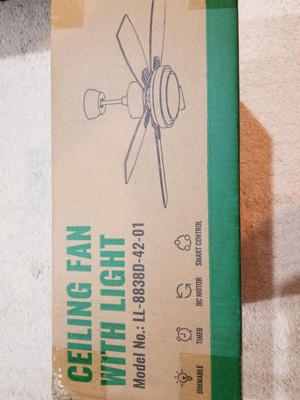 CEILING FAN
WITH LIGHT
Model No.: LL-8838D-42-01
DIMMABLE
TIMER
DC MOTOR
SMART CONTROL